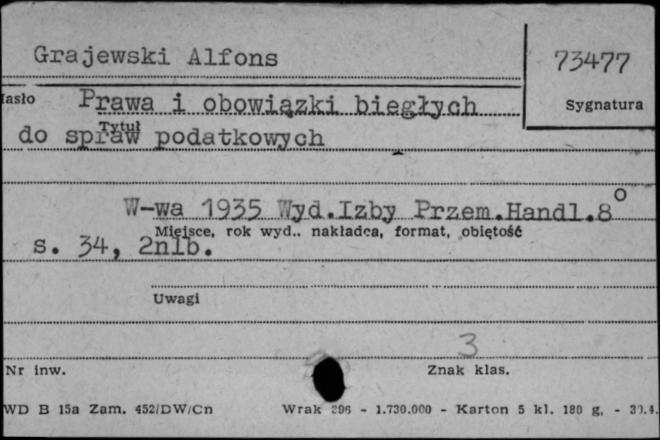 Grajewski Alfons
73477
Hasło Prawa i obowiązki biegłych
Sygnatura
Tytuł
do spraw podatkowych
W-wa 1935 Wyd.Izby Przem.Handl.8°
Miejsce, rok wyd., nakładca, format, objętość
s. 34, 2nlb.
Uwagi
3
Nr inw.
Znak klas.
WD B 15a Zam. 452/DW/Cn Wrak 296 - 1.730.000 - Karton 5 kl. 180 g. - 30.4.